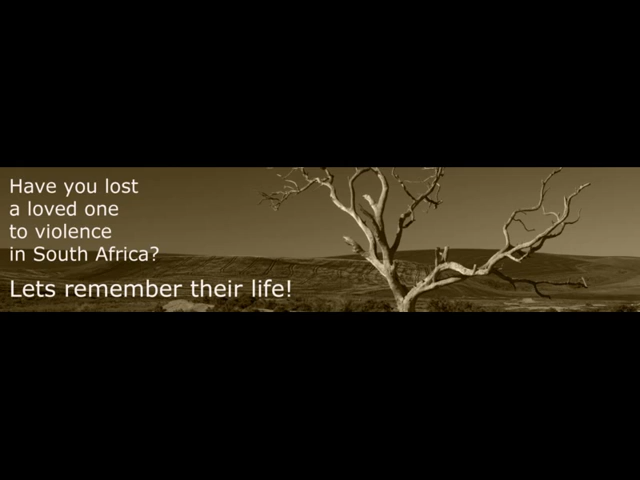 Have you lost
a loved one
to violence
in South Africa?
Lets remember their life!